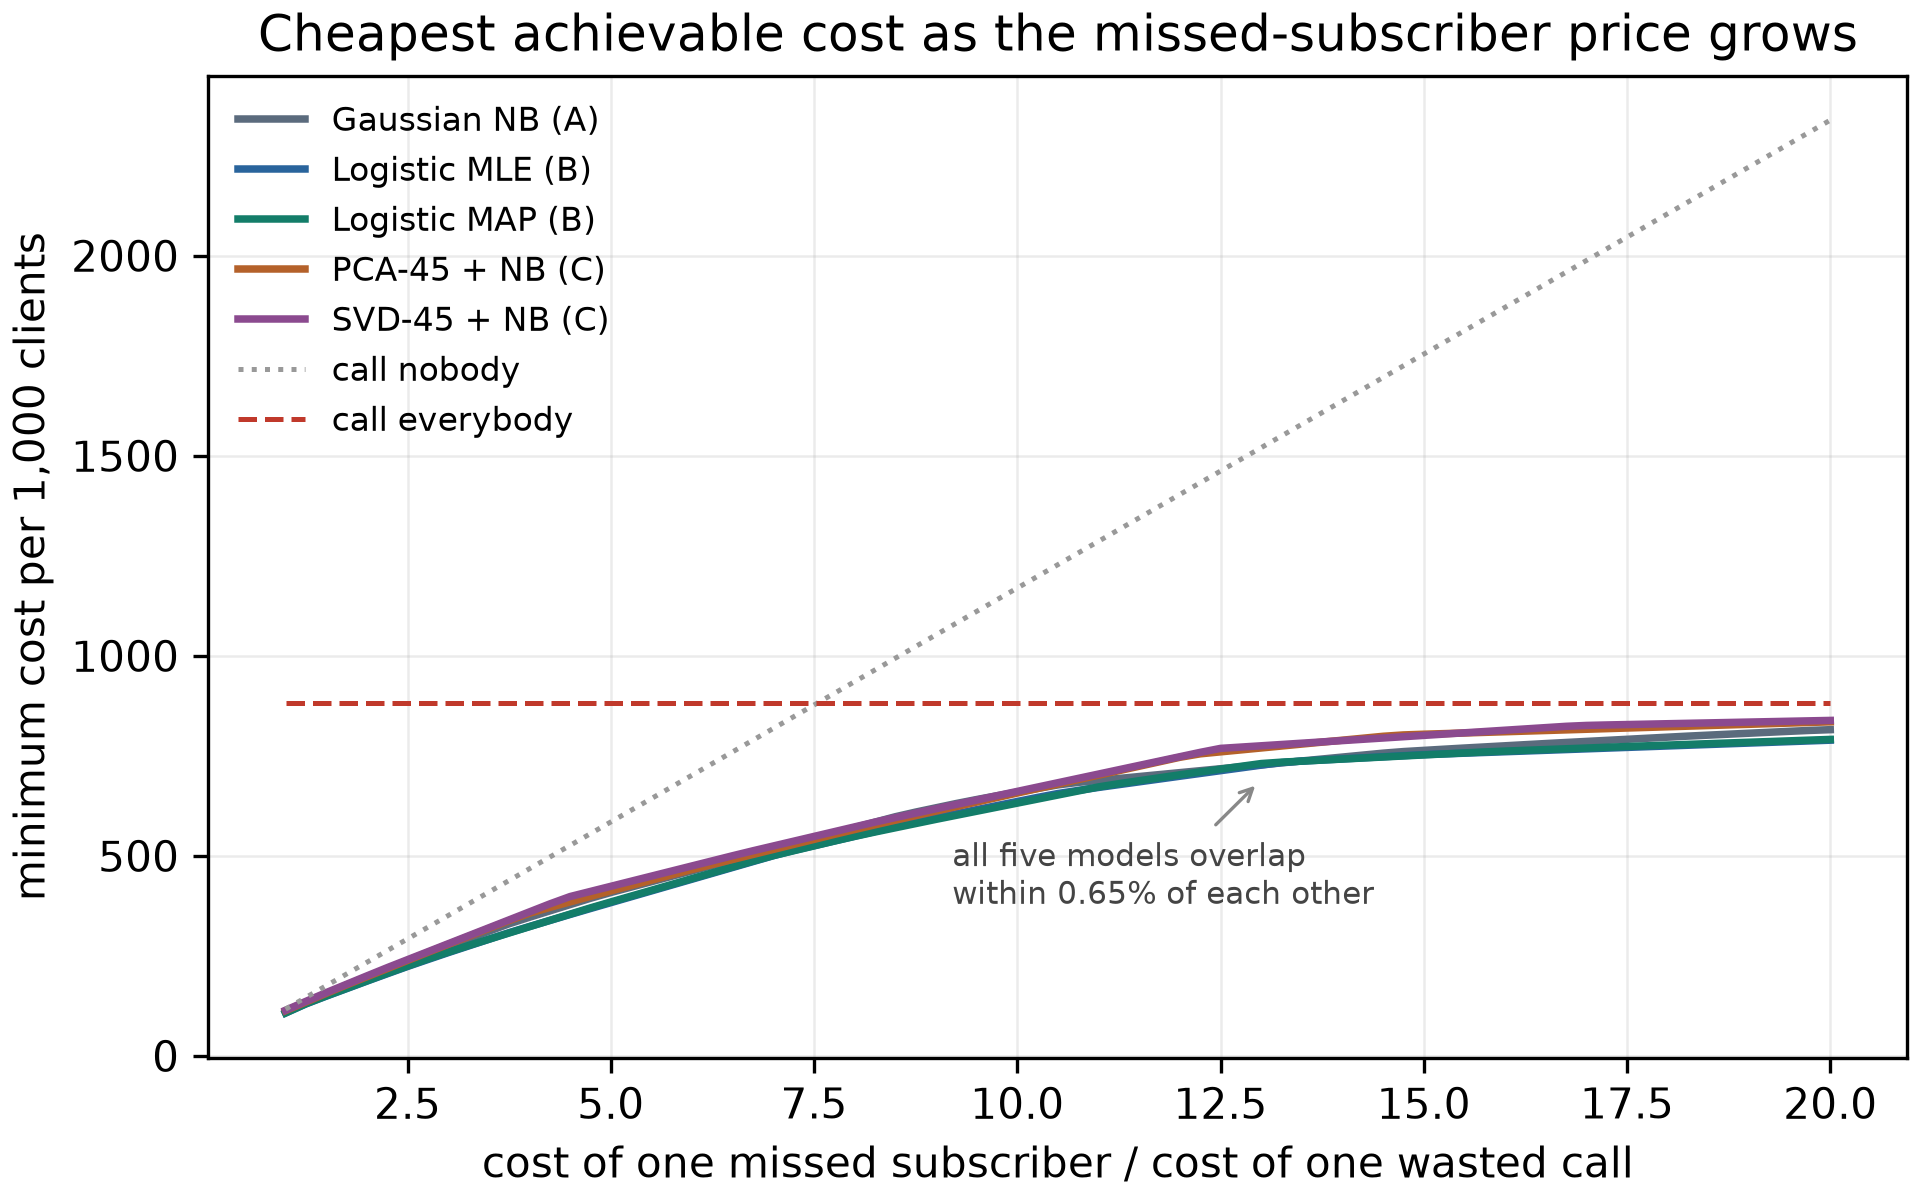 Cheapest achievable cost as the missed-subscriber price grows
minimum cost per 1,000 clients
2000
1500
1000
500
0
Gaussian NB (A)
Logistic MLE (B)
Logistic MAP (B)
PCA-45 + NB (C)
SVD-45 + NB (C)
call nobody
call everybody
all five models overlap
within 0.65% of each other
2.5 5.0 7.5 10.0 12.5 15.0 17.5 20.0
cost of one missed subscriber / cost of one wasted call